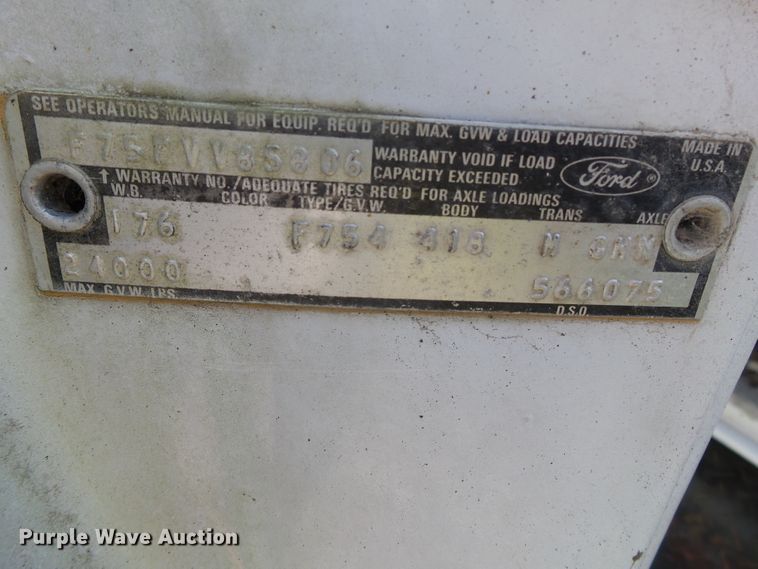 SEE OPERATORS MANUAL FOR EQUIP. REQ'D FOR MAX. GVW & LOAD CAPACITIES
F75FVV85806 WARRANTY VOID IF LOAD CAPACITY EXCEEDED Ford ® MADE IN U.S.A.
↑ WARRANTY NO./ADEQUATE TIRES REQ'D FOR AXLE LOADINGS
W.B. COLOR TYPE/G.V.W. BODY TRANS AXLE
176 F754 418 M
24000 566075
MAX. G.V.W. LBS. D.S.O.
Purple Wave Auction